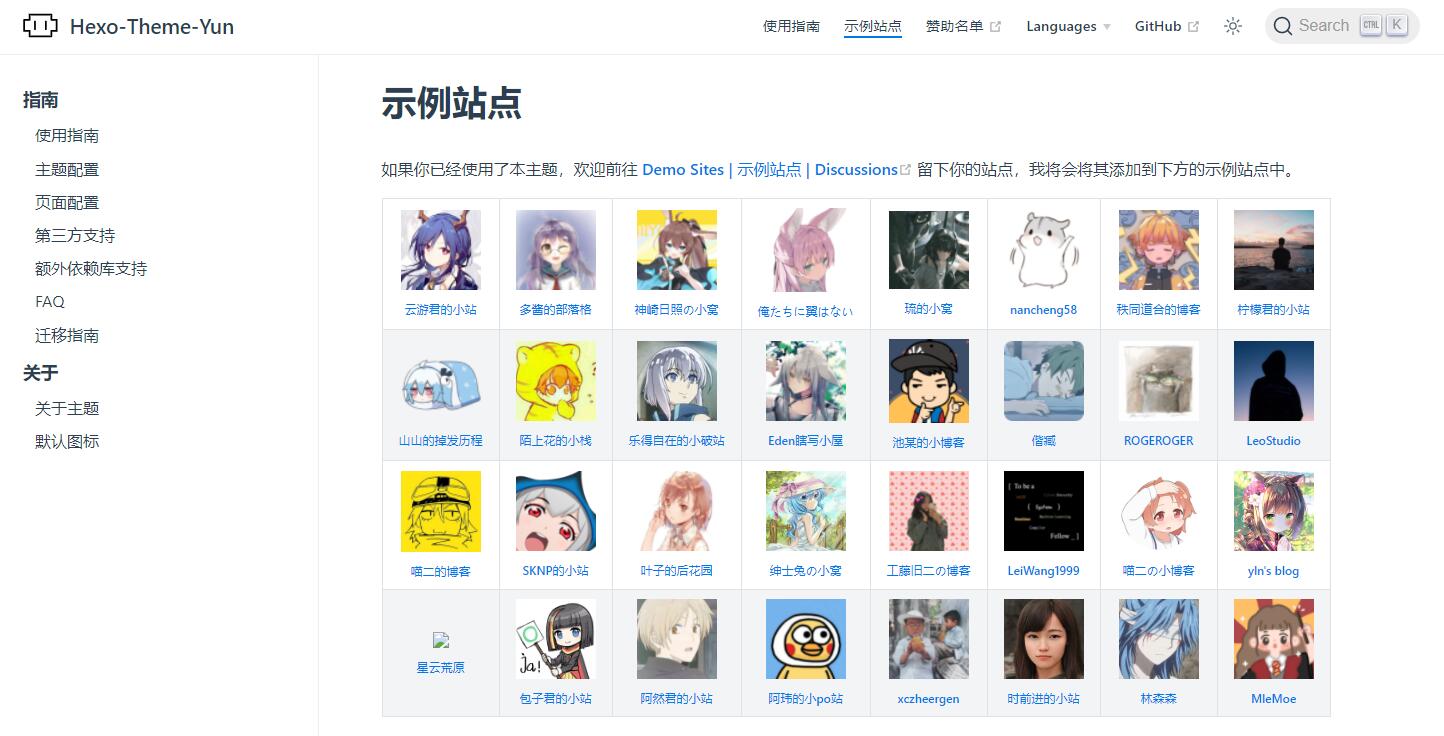 Hexo-Theme-Yun
使用指南 示例站点 赞助名单 Languages GitHub Search CTRL K
指南
使用指南
主题配置
页面配置
第三方支持
额外依赖库支持
FAQ
迁移指南
关于
关于主题
默认图标
示例站点
如果你已经使用了本主题，欢迎前往 Demo Sites | 示例站点 | Discussions 留下你的站点，我将会将其添加到下方的示例站点中。
云游君的小站 多酱的部落格 神崎日照の小窝 俺たちに翼はない 琉的小窝 nancheng58 秩同道合的博客 柠檬君的小站
山山的掉发历程 陌上花的小栈 乐得自在的小破站 Eden瞎写小屋 池某的小博客 偕臧 ROGEROGER LeoStudio
[ To be a
{ System }
Fellow _ ]
喵二的博客 SKNP的小站 叶子的后花园 绅士兔の小窝 工藤旧二の博客 LeiWang1999 喵二の小博客 yln's blog
ja!
星云荒原 包子君的小站 阿然君的小站 阿玮的小po站 xczheergen 时前进的小站 林森森 MleMoe